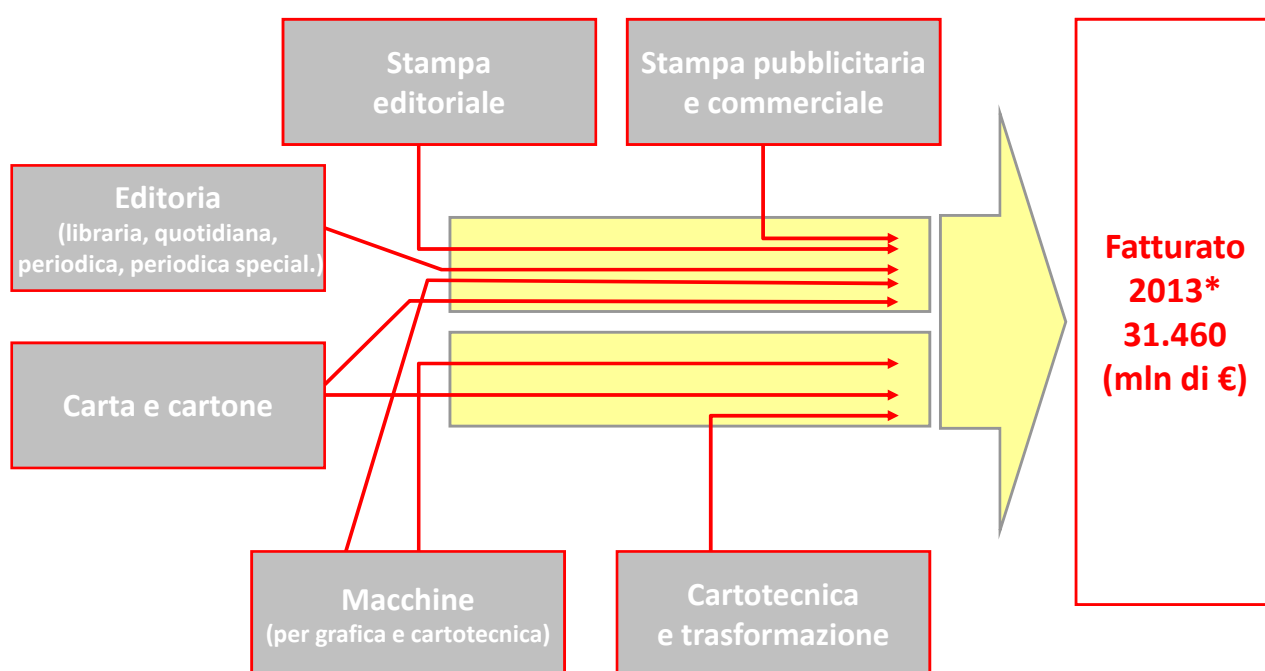 Stampa
editoriale
Stampa pubblicitaria
e commerciale
Editoria
(libraria, quotidiana,
periodica, periodica special.)
Carta e cartone
Macchine
(per grafica e cartotecnica)
Cartotecnica
e trasformazione
Fatturato
2013*
31.460
(mln di €)